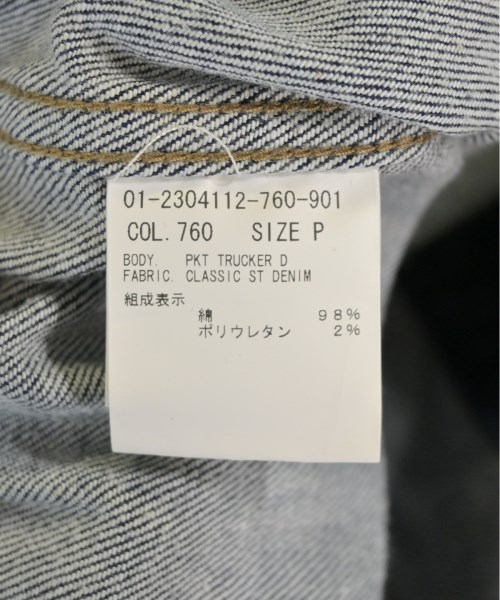 01-2304112-760-901
COL. 760 SIZE P
BODY. PKT TRUCKER D
FABRIC. CLASSIC ST DENIM
組成表示
綿 98%
ポリウレタン 2%